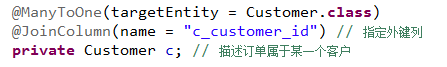 @ManyToOne(targetEntity = Customer.class)
@JoinColumn(name = "c_customer_id") // 指定外键列
private Customer c; // 描述订单属于某一个客户